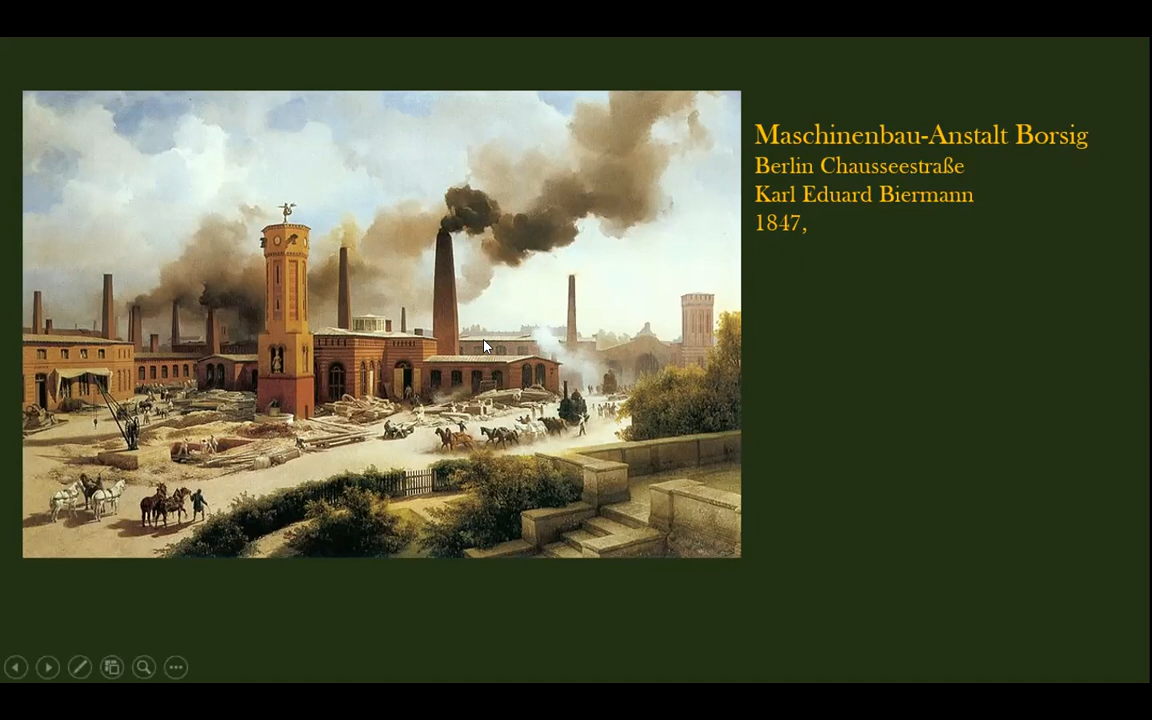 Maschinenbau-Anstalt Borsig
Berlin Chausseestraße
Karl Eduard Biermann
1847,